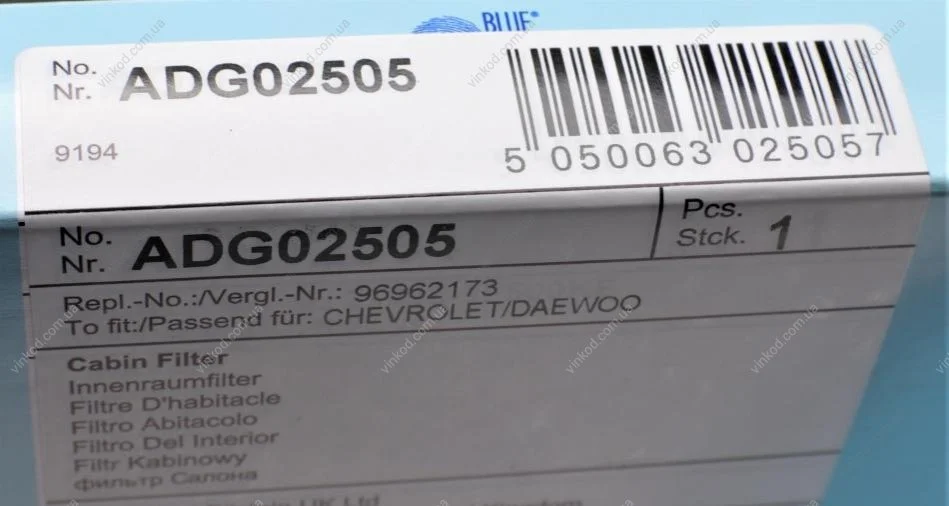 BLUE
No.
Nr. ADG02505
9194
5 050063 025057
No.
Nr. ADG02505
Pcs.
Stck. 1
Repl.-No.:/Vergl.-Nr.: 96962173
To fit:/Passend für: CHEVROLET/DAEWOO
Cabin Filter
Innenraumfilter
Filtre D'habitacle
Filtro Abitacolo
Filtro Del Interior
Filtr Kabinowy
фильтр Салона
UK Ltd
vinkod.com.ua